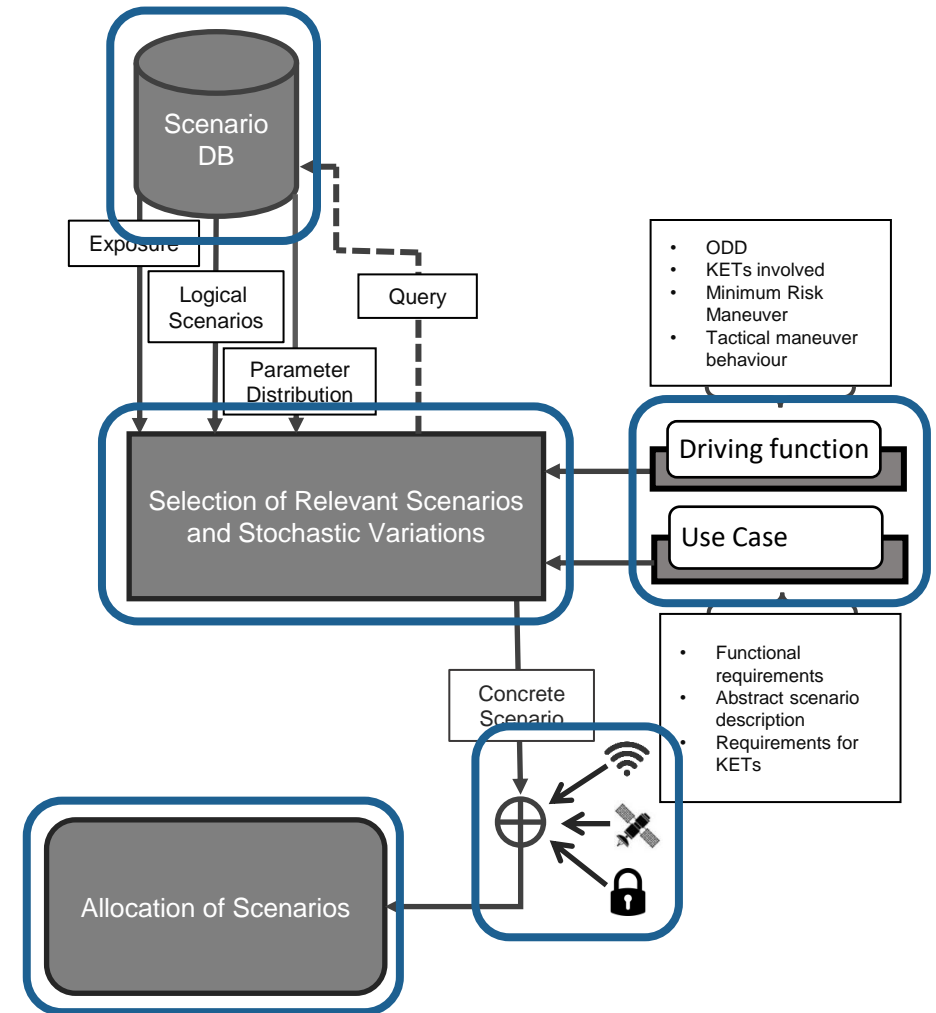 Scenario
DB
Exposure
Logical
Scenarios
Query
Parameter
Distribution
• ODD
• KETs involved
• Minimum Risk
Maneuver
• Tactical maneuver
behaviour
Driving function
Use Case
Selection of Relevant Scenarios
and Stochastic Variations
• Functional
requirements
• Abstract scenario
description
• Requirements for
KETs
Concrete
Scenario
Allocation of Scenarios